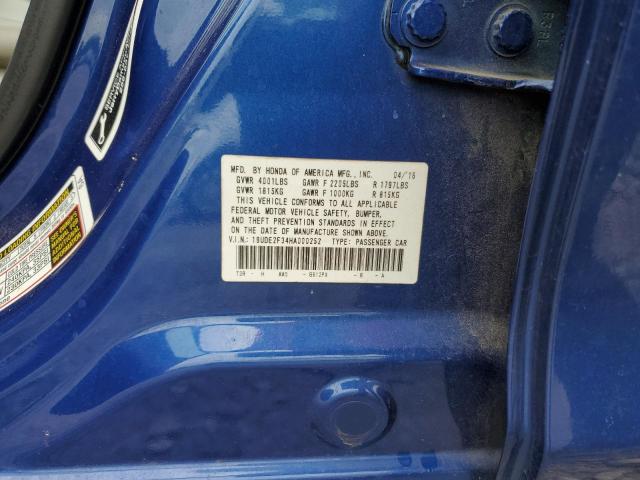 MFD. BY HONDA OF AMERICA MFG., INC. 04/16
GVWR 4001LBS GAWR F 2205LBS R 1797LBS
GVWR 1815KG GAWR F 1000KG R 815KG
THIS VEHICLE CONFORMS TO ALL APPLICABLE
FEDERAL MOTOR VEHICLE SAFETY, BUMPER,
AND THEFT PREVENTION STANDARDS IN EFFECT
ON THE DATE OF MANUFACTURE SHOWN ABOVE.
V.I.N.: 19UDE2F34HA000252 TYPE: PASSENGER CAR
H B A